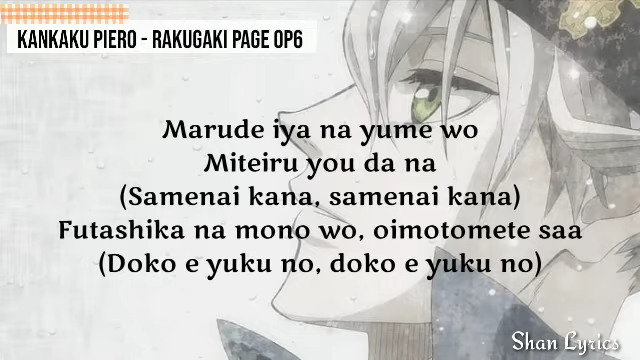 KANKAKU PIERO - RAKUGAKI PAGE OP6
Marude iya na yume wo
Miteiru you da na
(Samenai kana, samenai kana)
Futashika na mono wo, oimotomete saa
(Doko e yuku no, doko e yuku no)
Shan Lyrics